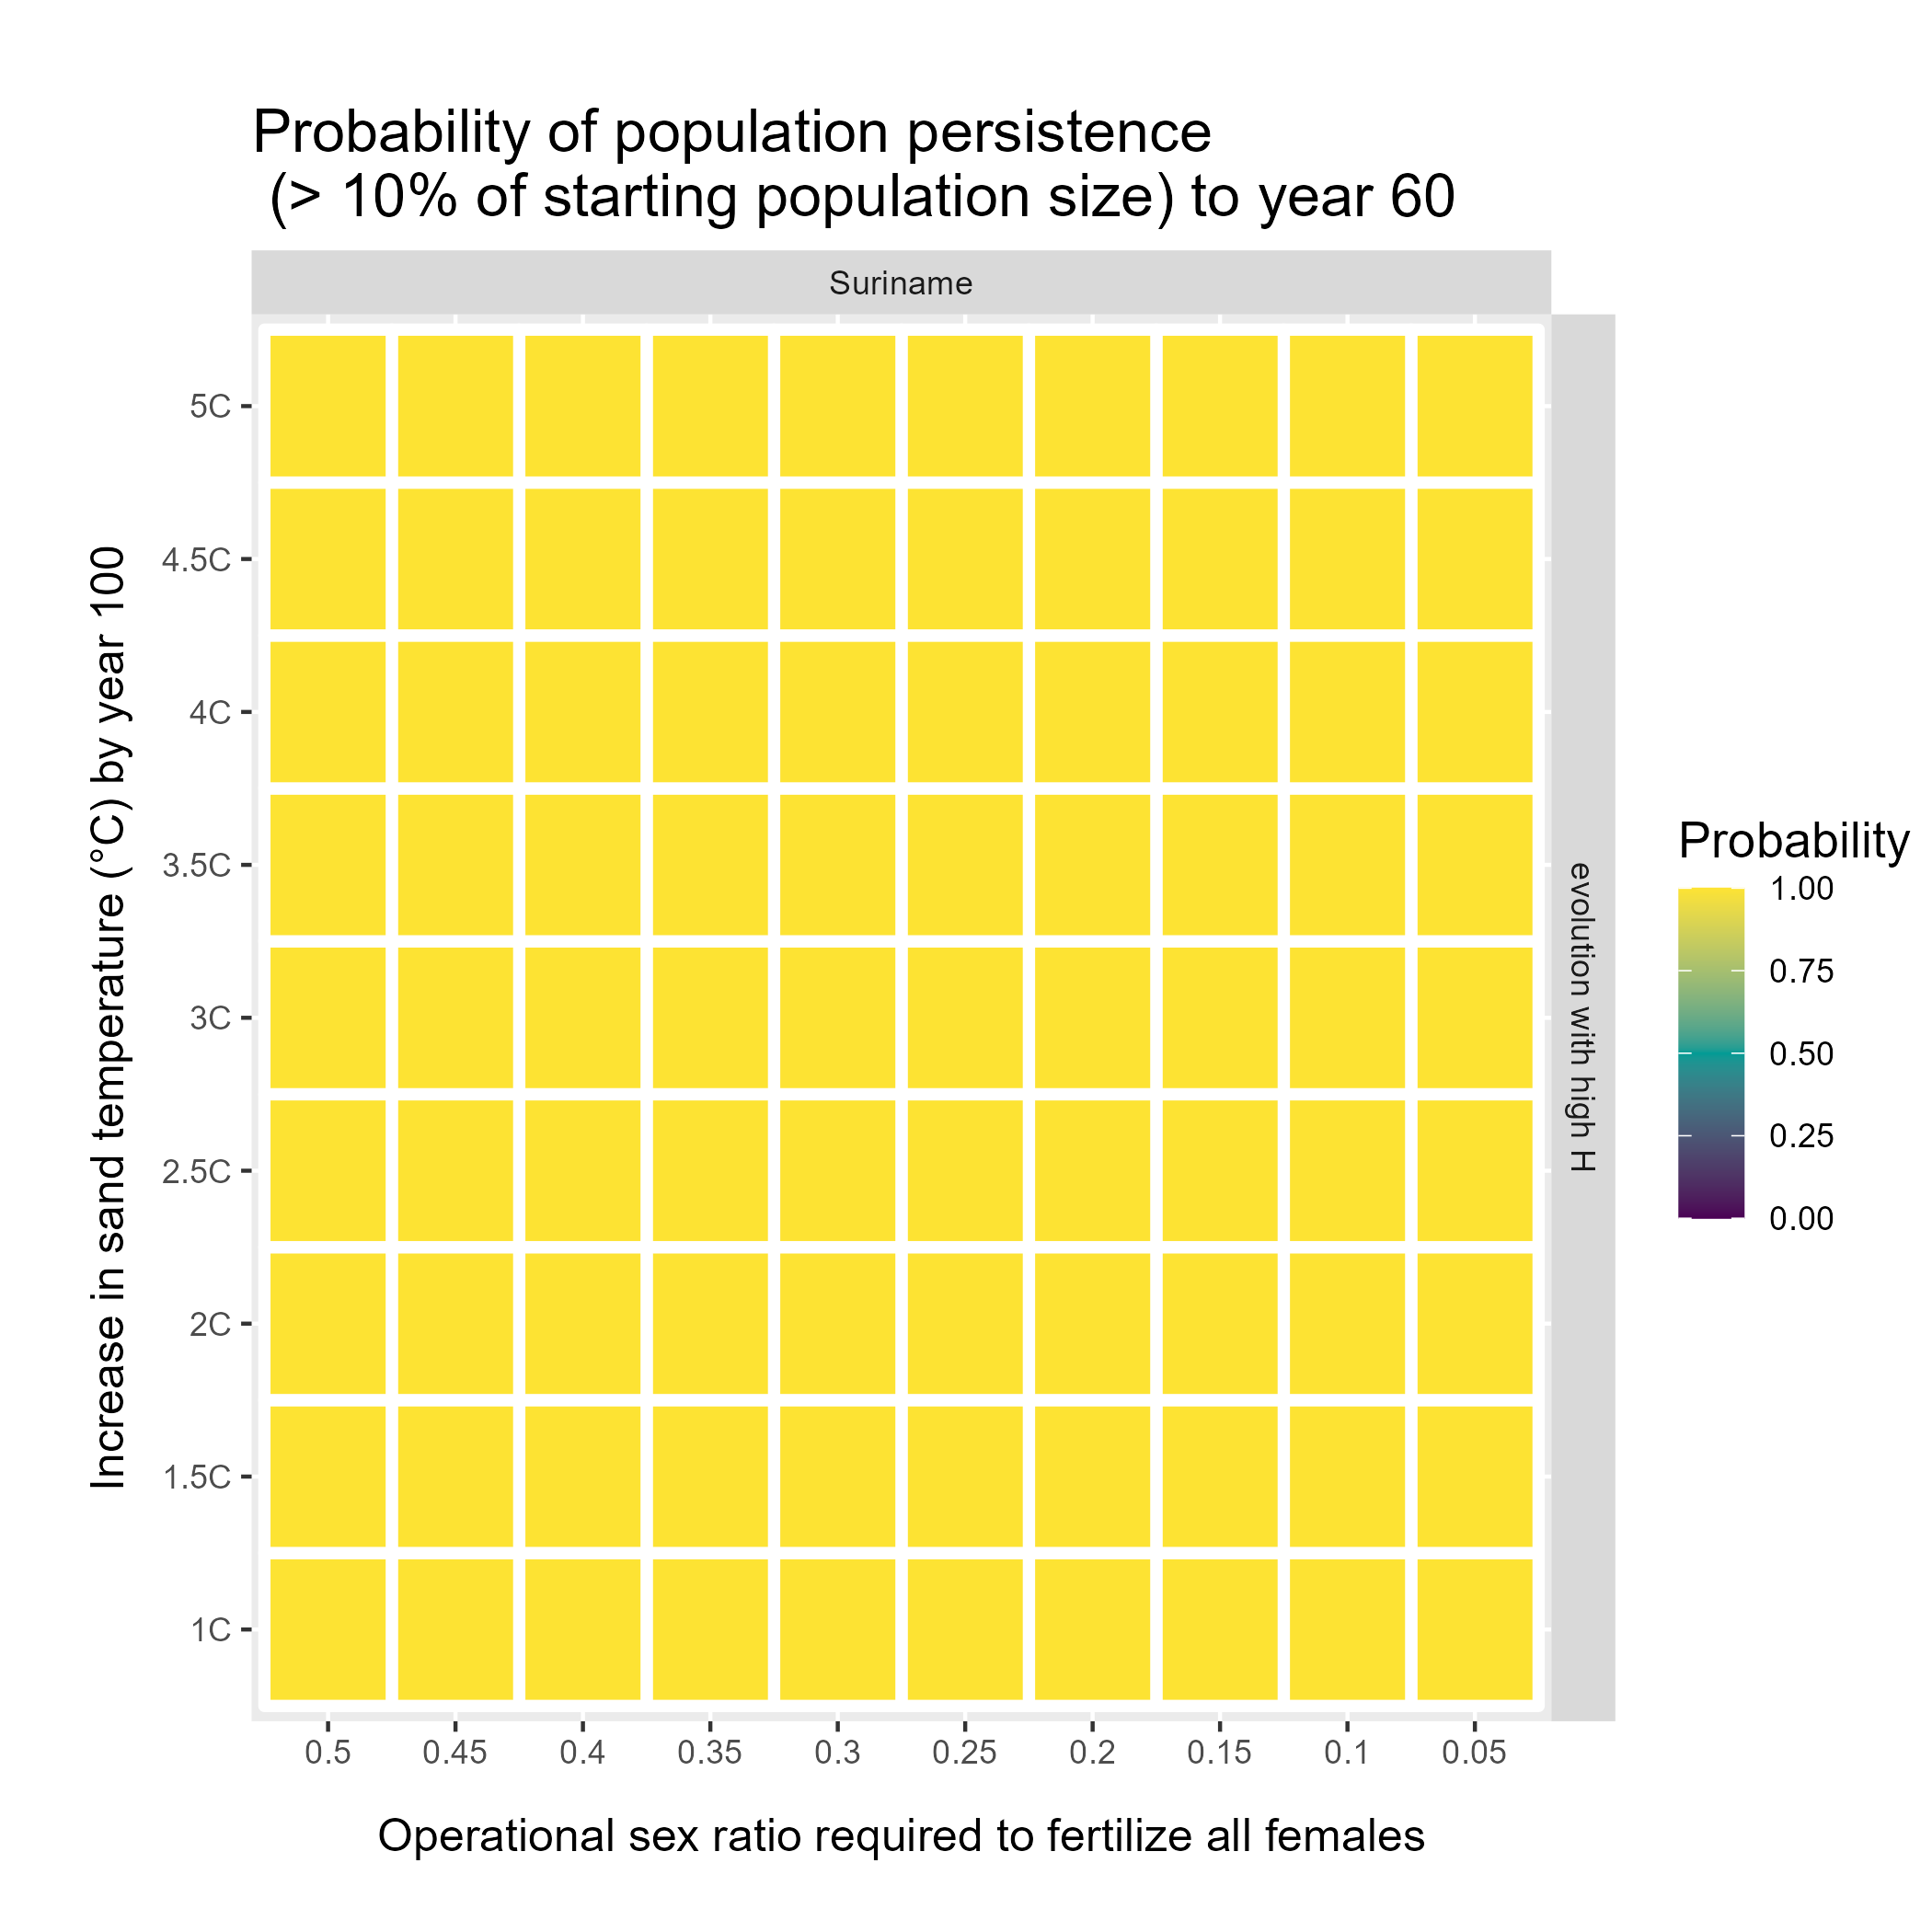 Probability of population persistence
(> 10% of starting population size) to year 60
Suriname
Increase in sand temperature (°C) by year 100
5C
4.5C
4C
3.5C
3C
2.5C
2C
1.5C
1C
evolution with high H
Probability
1.00
0.75
0.50
0.25
0.00
0.5 0.45 0.4 0.35 0.3 0.25 0.2 0.15 0.1 0.05
Operational sex ratio required to fertilize all females